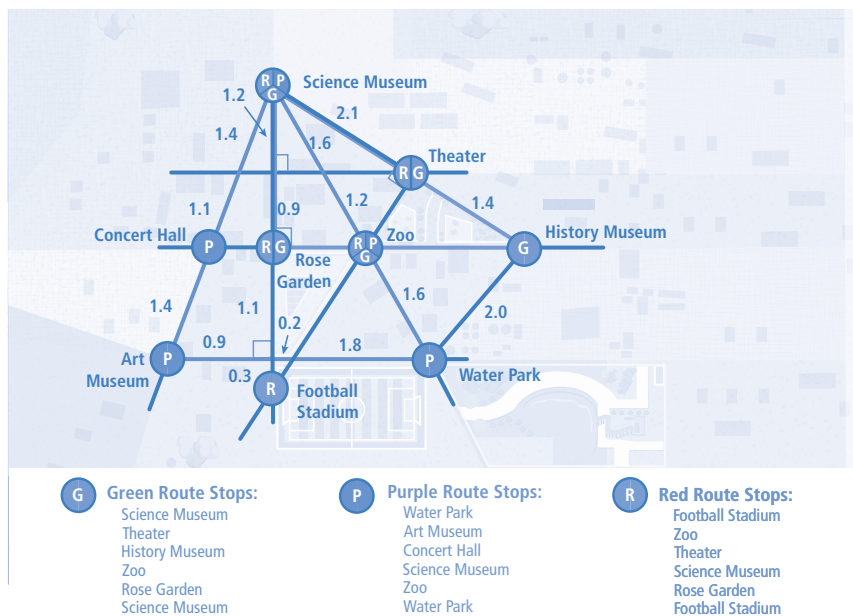 R P
G
Science Museum
1.2
2.1
1.4
1.6
Theater
R G
1.1
0.9
1.2
1.4
Concert Hall
P
R G
Rose
Garden
R P
G
Zoo
G
History Museum
1.4
1.1
0.2
1.6
2.0
0.9
1.8
Art
Museum
P
0.3
R
Football
Stadium
P
Water Park
G Green Route Stops:
Science Museum
Theater
History Museum
Zoo
Rose Garden
Science Museum
P Purple Route Stops:
Water Park
Art Museum
Concert Hall
Science Museum
Zoo
Water Park
R Red Route Stops:
Football Stadium
Zoo
Theater
Science Museum
Rose Garden
Football Stadium